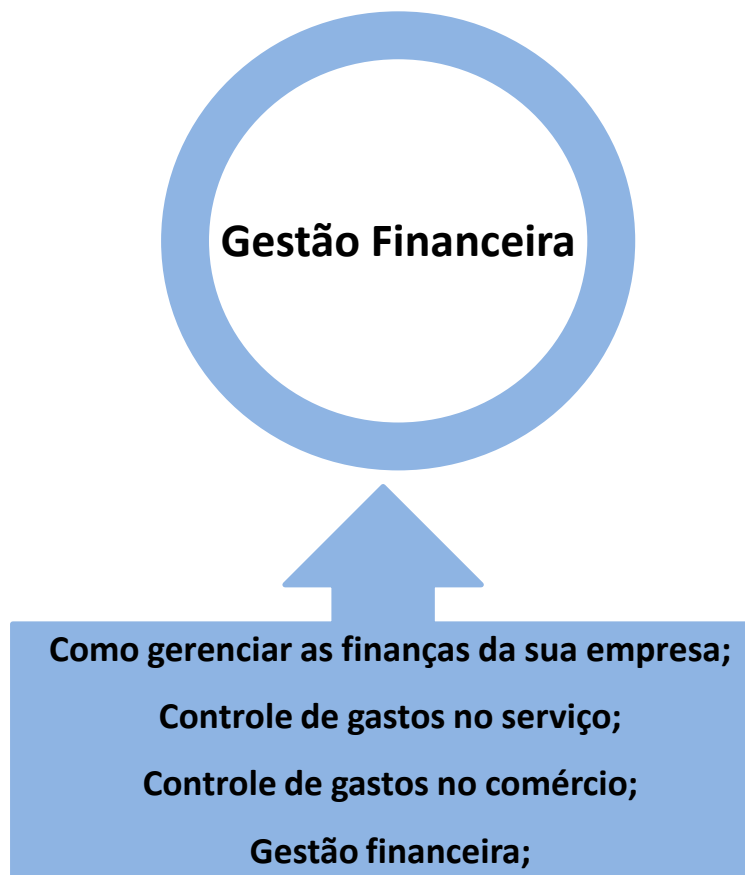 Gestão Financeira
Como gerenciar as finanças da sua empresa;
Controle de gastos no serviço;
Controle de gastos no comércio;
Gestão financeira;